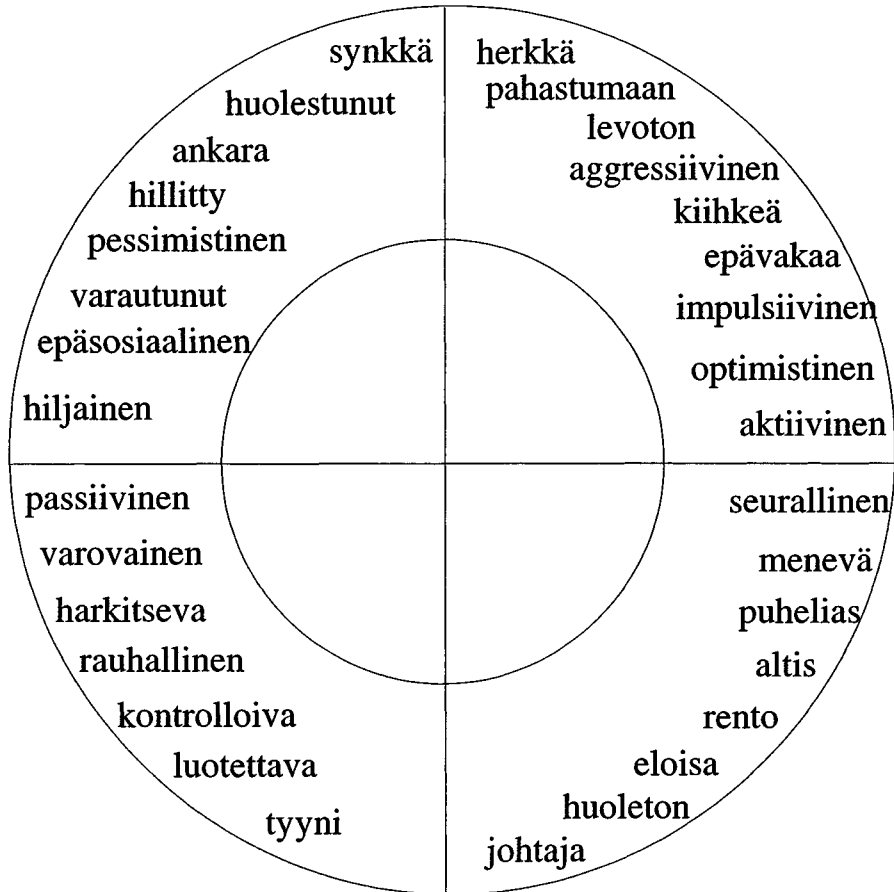 synkkä
huolestunut
ankara
hillitty
pessimistinen
varautunut
epäsosiaalinen
hiljainen
herkkä
pahastumaan
levoton
aggressiivinen
kiihkeä
epävakaa
impulsiivinen
optimistinen
aktiivinen
passiivinen
varovainen
harkitseva
rauhallinen
kontrolloiva
luotettava
tyyni
seurallinen
menevä
puhelias
altis
rento
eloisa
huoleton
johtaja